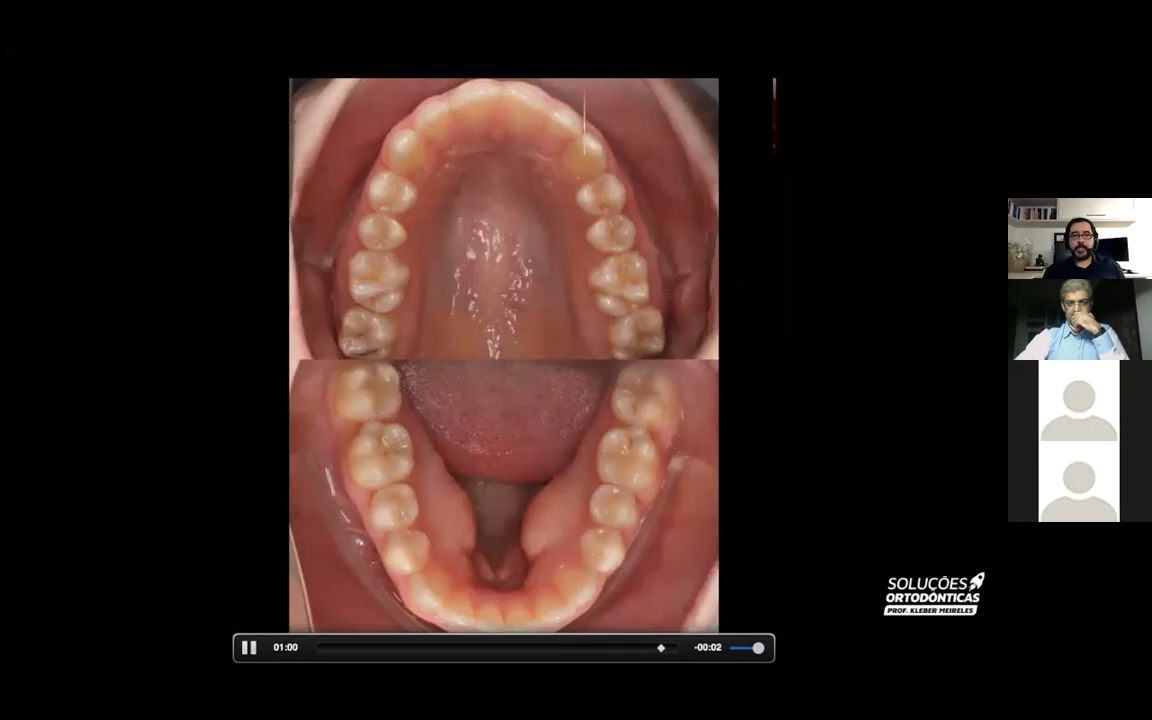 SOLUÇÕES
ORTODÔNTICAS
PROF. KLEBER MEIRELES
01:00
-00:02